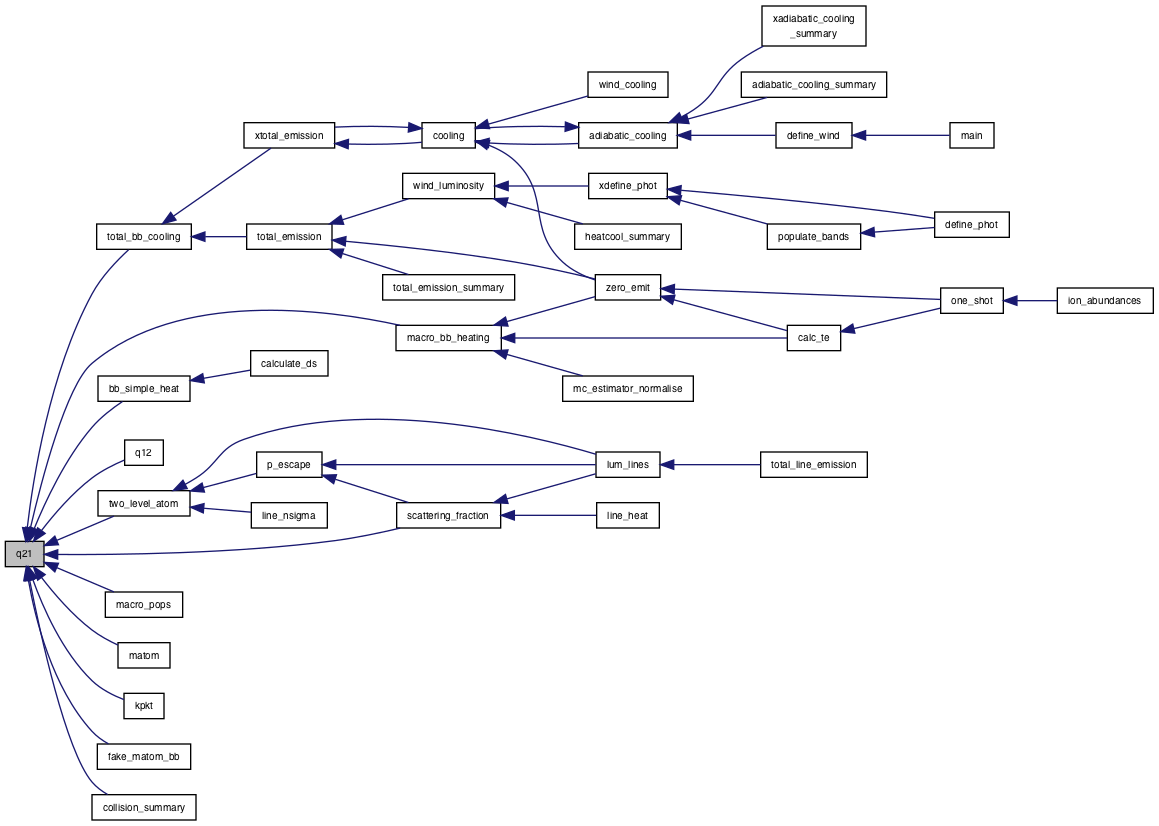 xadiabatic_cooling
_summary
wind_cooling
adiabatic_cooling_summary
xtotal_emission
cooling
adiabatic_cooling
define_wind
main
wind_luminosity
xdefine_phot
total_bb_cooling
total_emission
heatcool_summary
populate_bands
define_phot
total_emission_summary
zero_emit
one_shot
ion_abundances
macro_bb_heating
calc_te
calculate_ds
bb_simple_heat
mc_estimator_normalise
q12
p_escape
lum_lines
total_line_emission
two_level_atom
line_nsigma
scattering_fraction
line_heat
q21
macro_pops
matom
kpkt
fake_matom_bb
collision_summary